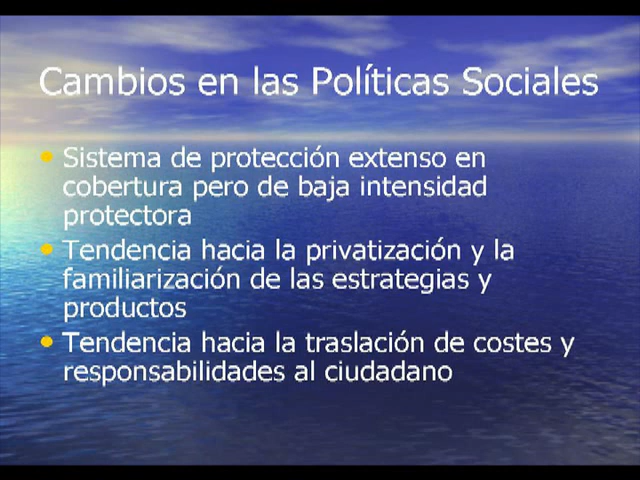 Cambios en las Políticas Sociales
Sistema de protección extenso en
cobertura pero de baja intensidad
protectora
Tendencia hacia la privatización y la
familiarización de las estrategias y
productos
Tendencia hacia la traslación de costes y
responsabilidades al ciudadano